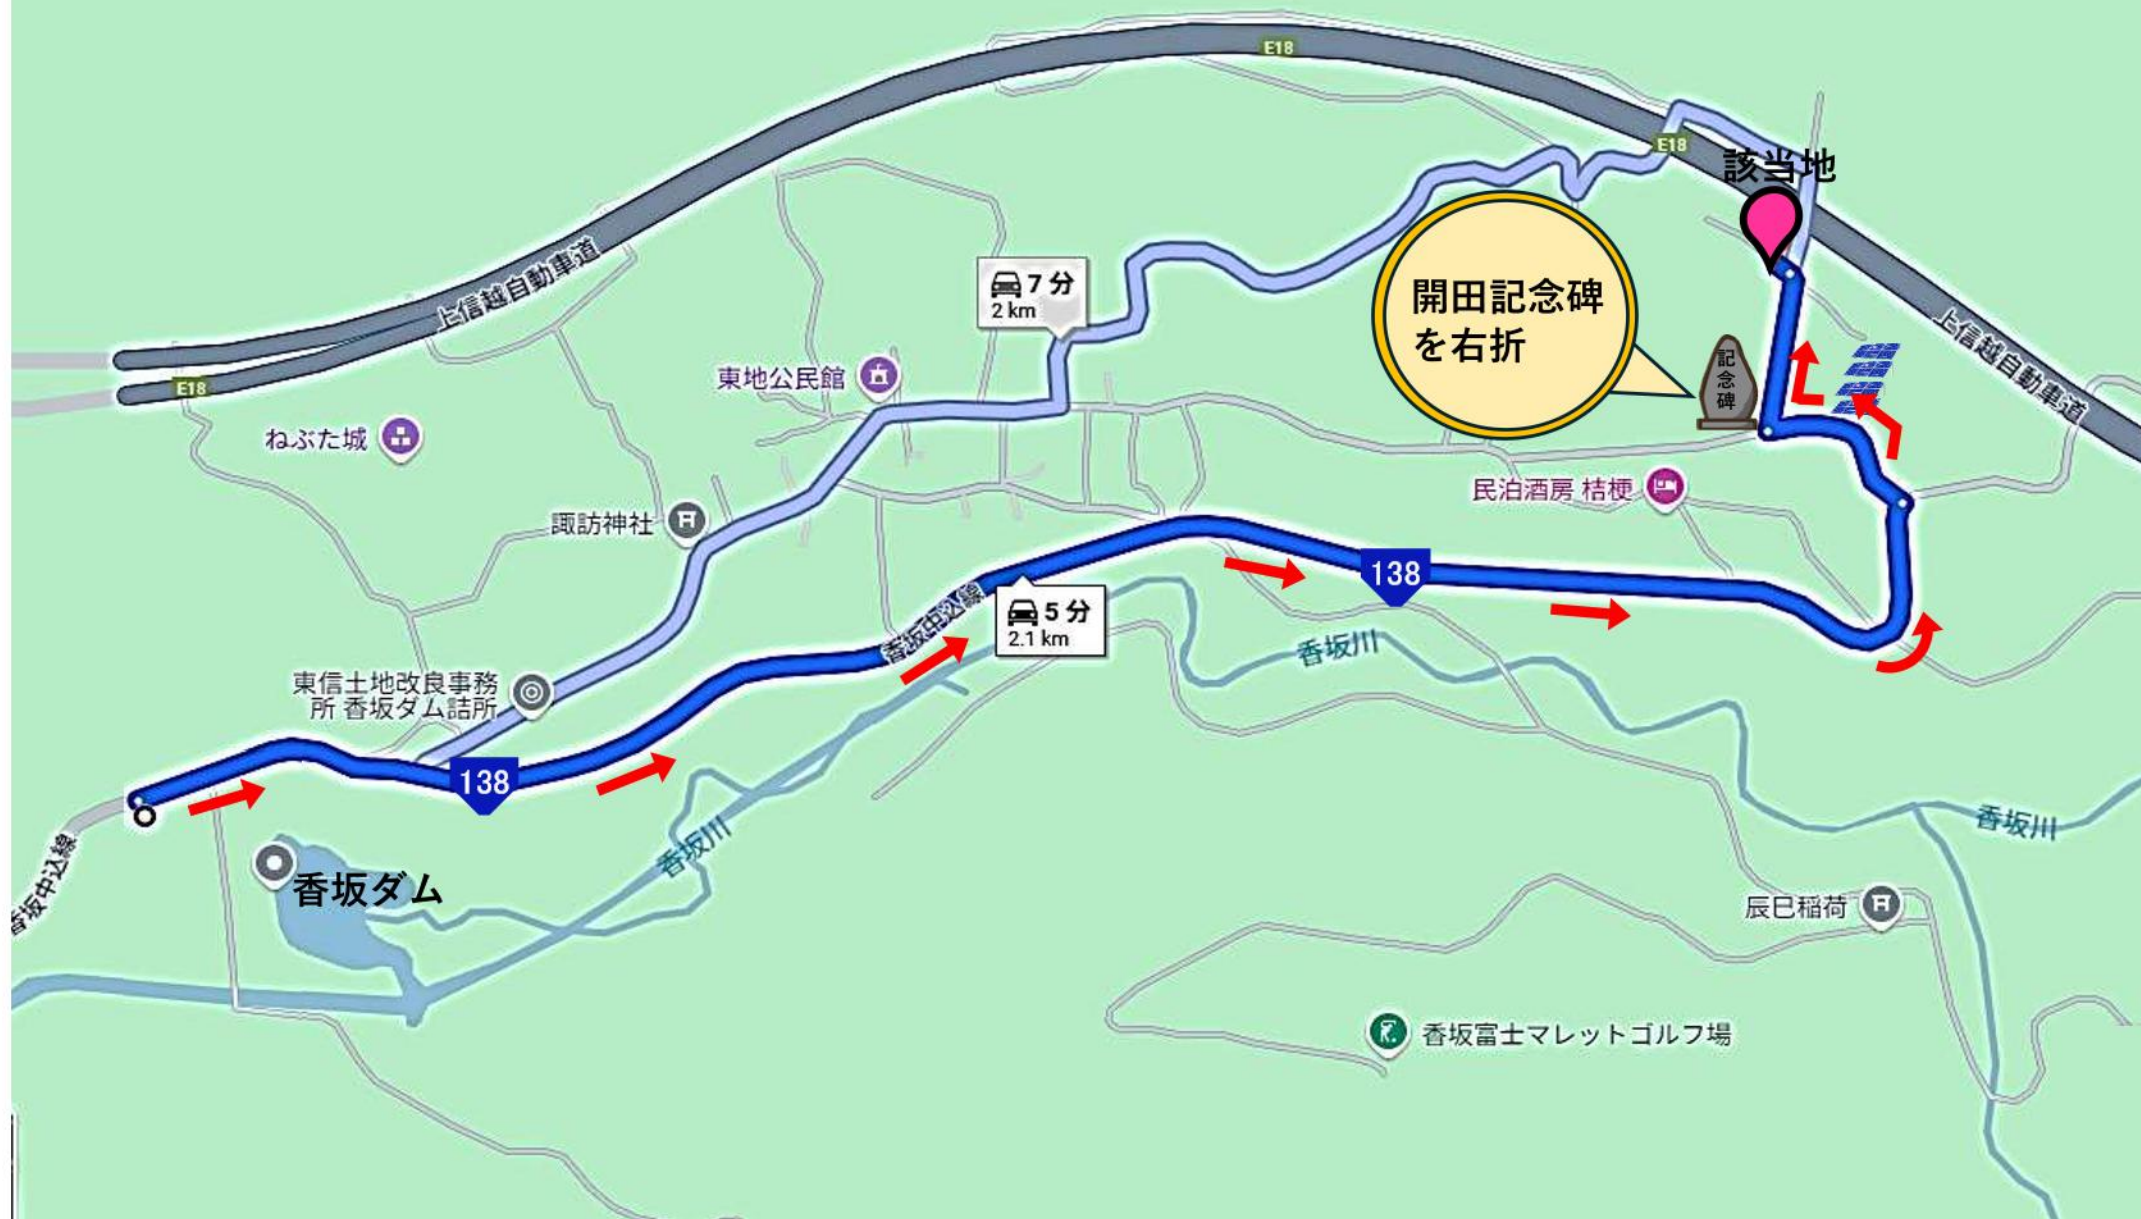 E18
E18
該当地
上信越自動車道
7 分
2 km
開田記念碑
を右折
上信越自動車道
記念碑
東地公民館
E18
ねぶた城
民泊酒房 桔梗
諏訪神社
138
香坂中込線
5 分
2.1 km
香坂川
東信土地改良事務
所 香坂ダム詰所
138
香坂川
香坂川
香坂中込線
香坂ダム
辰巳稲荷
香坂富士マレットゴルフ場